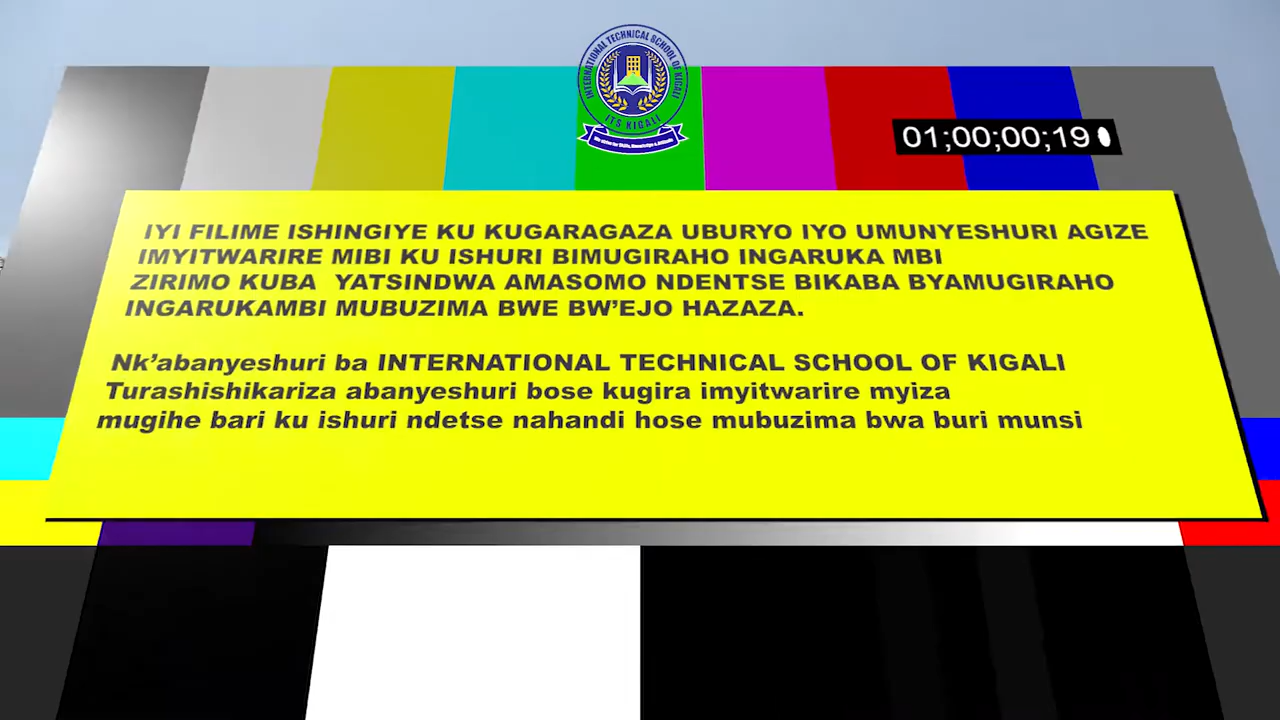 INTERNATIONAL TECHNICAL SCHOOL OF KIGALI
ITS KIGALI
01;00;00;19
IYI FILIME ISHINGIYE KU KUGARAGAZA UBURYO IYO UMUNYESHURI AGIZE
IMYITWARIRE MIBI KU ISHURI BIMUGIRAHO INGARUKA MBI
ZIRIMO KUBA YATSINDWA AMASOMO NDENTSE BIKABA BYAMUGIRAHO
INGARUKAMBI MUBUZIMA BWE BW'EJO HAZAZA.
Nk'abanyeshuri ba INTERNATIONAL TECHNICAL SCHOOL OF KIGALI
Turashishikariza abanyeshuri bose kugira imyitwarire myiza
mugihe bari ku ishuri ndetse nahandi hose mubuzima bwa buri munsi